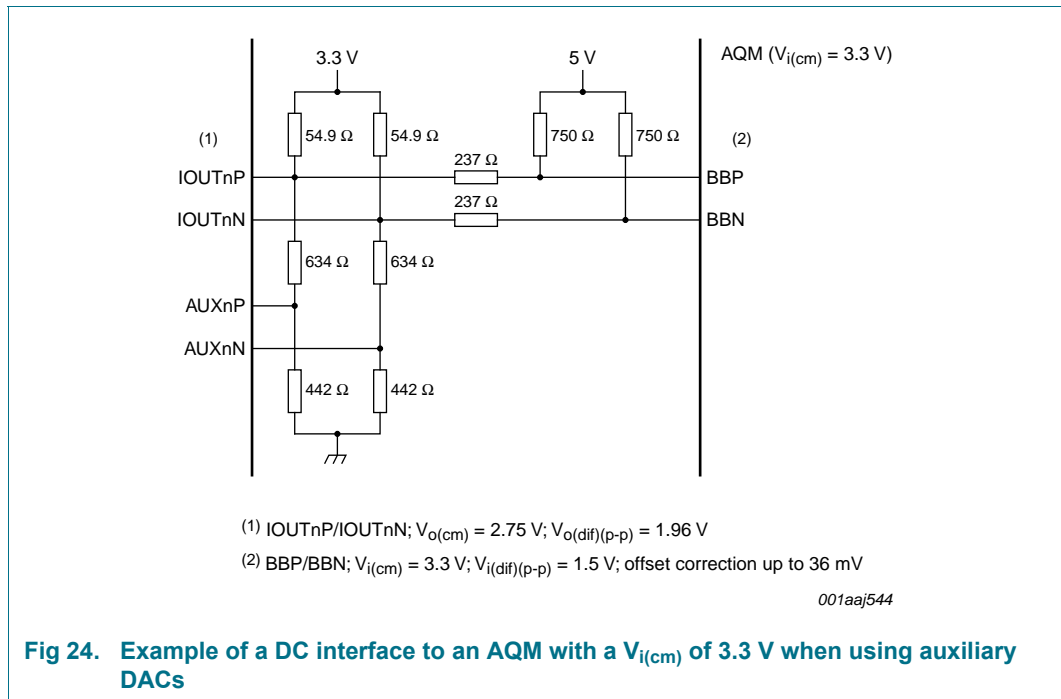 3.3 V
5 V
AQM (Vi(cm) = 3.3 V)
54.9 Ω
54.9 Ω
750 Ω
750 Ω
(1)
(2)
237 Ω
IOUTnP
BBP
237 Ω
IOUTnN
BBN
634 Ω
634 Ω
AUXnP
AUXnN
442 Ω
442 Ω
(1) IOUTnP/IOUTnN; Vo(cm) = 2.75 V; Vo(dif)(p-p) = 1.96 V
(2) BBP/BBN; Vi(cm) = 3.3 V; Vi(dif)(p-p) = 1.5 V; offset correction up to 36 mV
001aaj544
Fig 24. Example of a DC interface to an AQM with a Vi(cm) of 3.3 V when using auxiliary
DACs